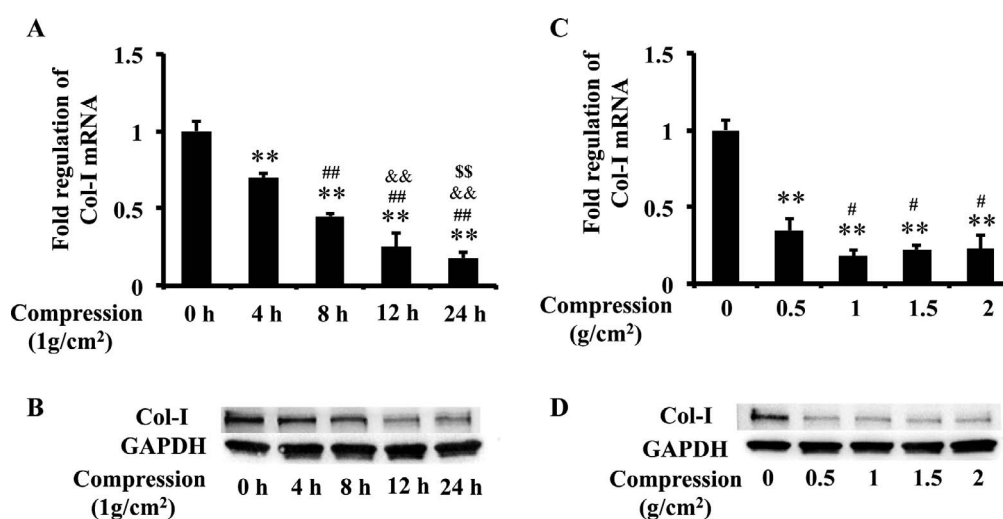 A
Fold regulation of
Col-I mRNA
1.5
1
0.5
0
**
##
**
&&
##
**
$$
&&
##
**
Compression
(1g/cm²)
0 h 4 h 8 h 12 h 24 h
B
Col-I
GAPDH
Compression
(1g/cm²)
0 h 4 h 8 h 12 h 24 h
C
Fold regulation of
Col-I mRNA
1.5
1
0.5
0
**
#
**
#
**
#
**
Compression
(g/cm²)
0 0.5 1 1.5 2
D
Col-I
GAPDH
Compression
(g/cm²)
0 0.5 1 1.5 2